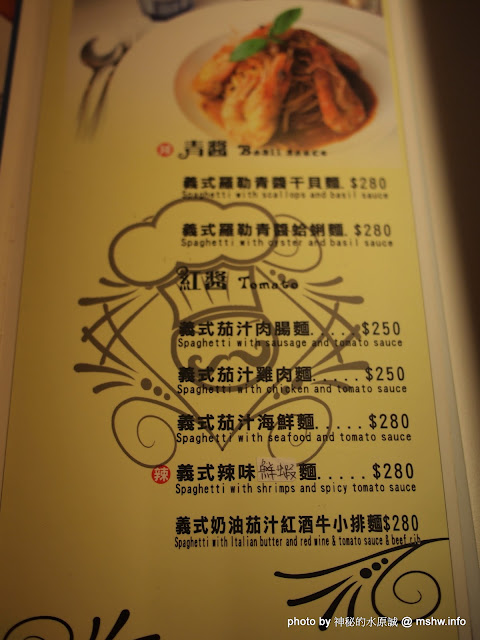 辣 青醬 Basil sauce
義式羅勒青醬干貝麵. $280
Spaghetti with scallops and basil sauce
義式羅勒青醬蛤蜊麵. $280
Spaghetti with oyster and basil sauce
紅醬 Tomato
義式茄汁肉腸麵.....$250
Spaghetti with sausage and tomato sauce
義式茄汁雞肉麵.....$250
Spaghetti with chicken and tomato sauce
義式茄汁海鮮麵.....$280
Spaghetti with seafood and tomato sauce
辣 義式辣味鮮蝦麵.....$280
Spaghetti with shrimps and spicy tomato sauce
義式奶油茄汁紅酒牛小排麵$280
Spaghetti with Italian butter and red wine & tomato sauce & beef rib
photo by 神秘的水原誠 @ mshw.info